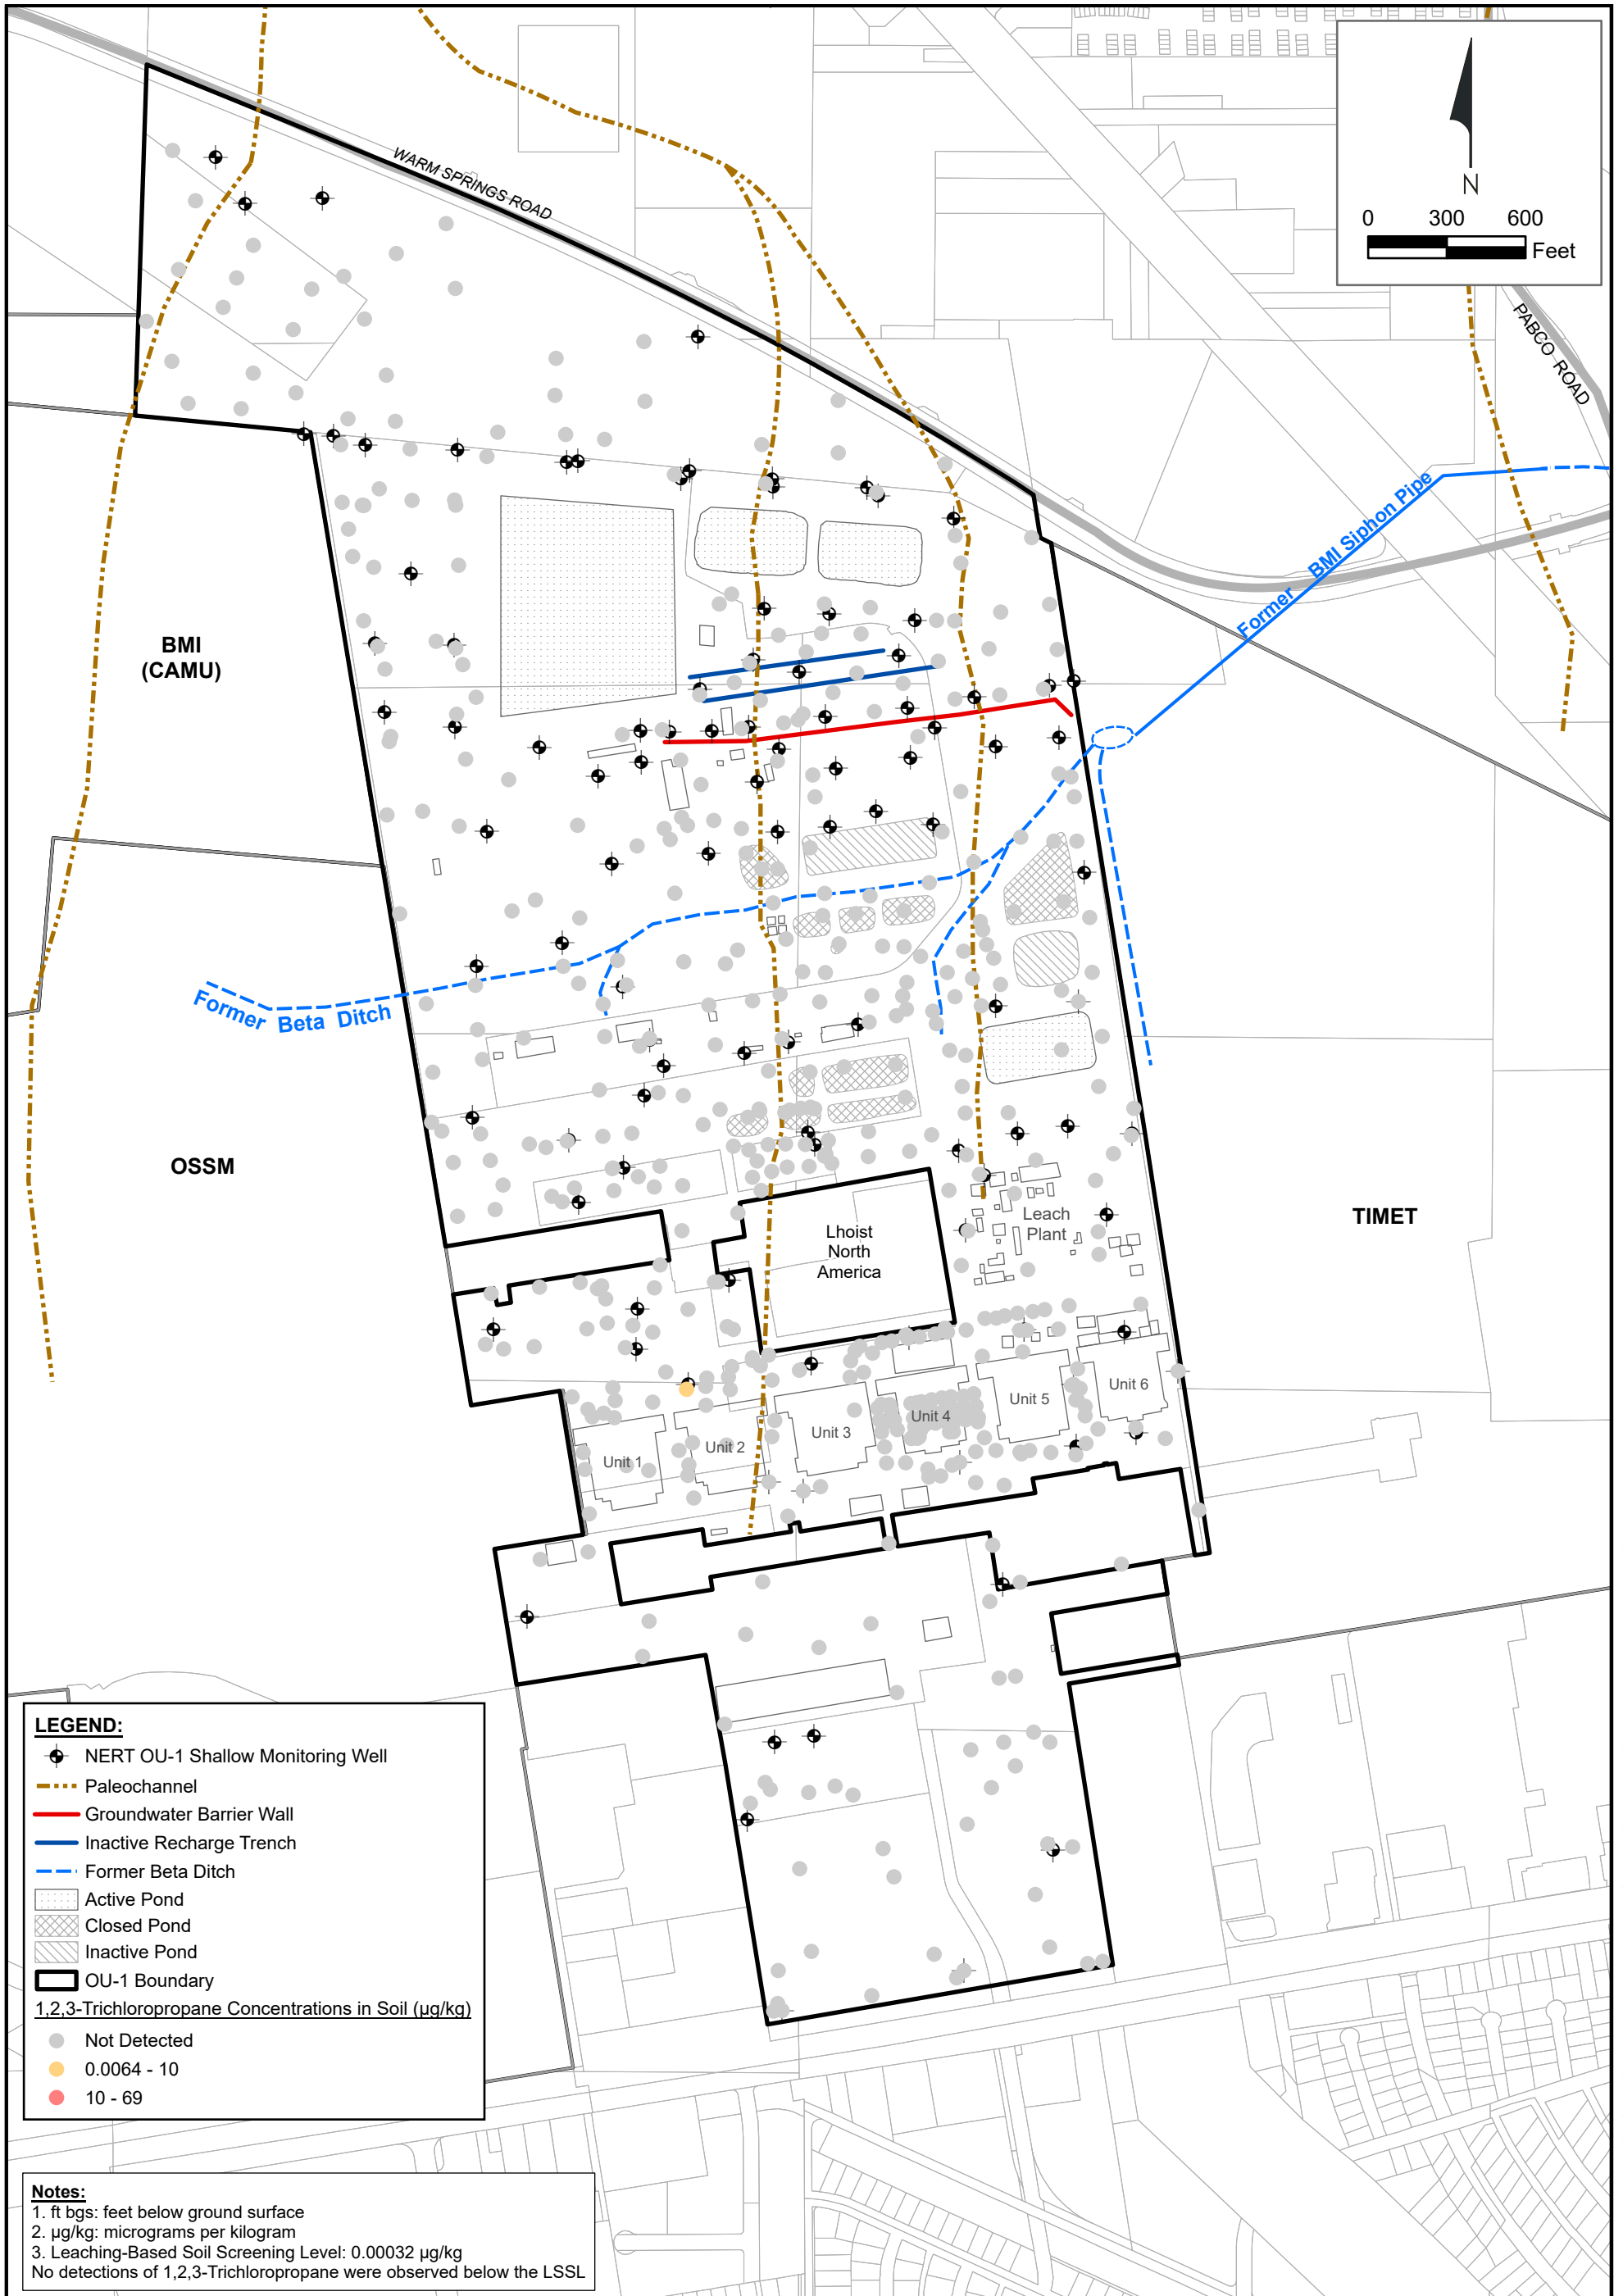 WARM SPRINGS ROAD
N
0 300 600
Feet
PABCO ROAD
Former BMI Siphon Pipe
BMI
(CAMU)
Former Beta Ditch
OSSM
TIMET
Lhoist
North
America
Leach
Plant
Unit 1
Unit 2
Unit 3
Unit 4
Unit 5
Unit 6
LEGEND:
NERT OU-1 Shallow Monitoring Well
Paleochannel
Groundwater Barrier Wall
Inactive Recharge Trench
Former Beta Ditch
Active Pond
Closed Pond
Inactive Pond
OU-1 Boundary
1,2,3-Trichloropropane Concentrations in Soil (µg/kg)
Not Detected
0.0064 - 10
10 - 69
Notes:
1. ft bgs: feet below ground surface
2. µg/kg: micrograms per kilogram
3. Leaching-Based Soil Screening Level: 0.00032 µg/kg
No detections of 1,2,3-Trichloropropane were observed below the LSSL